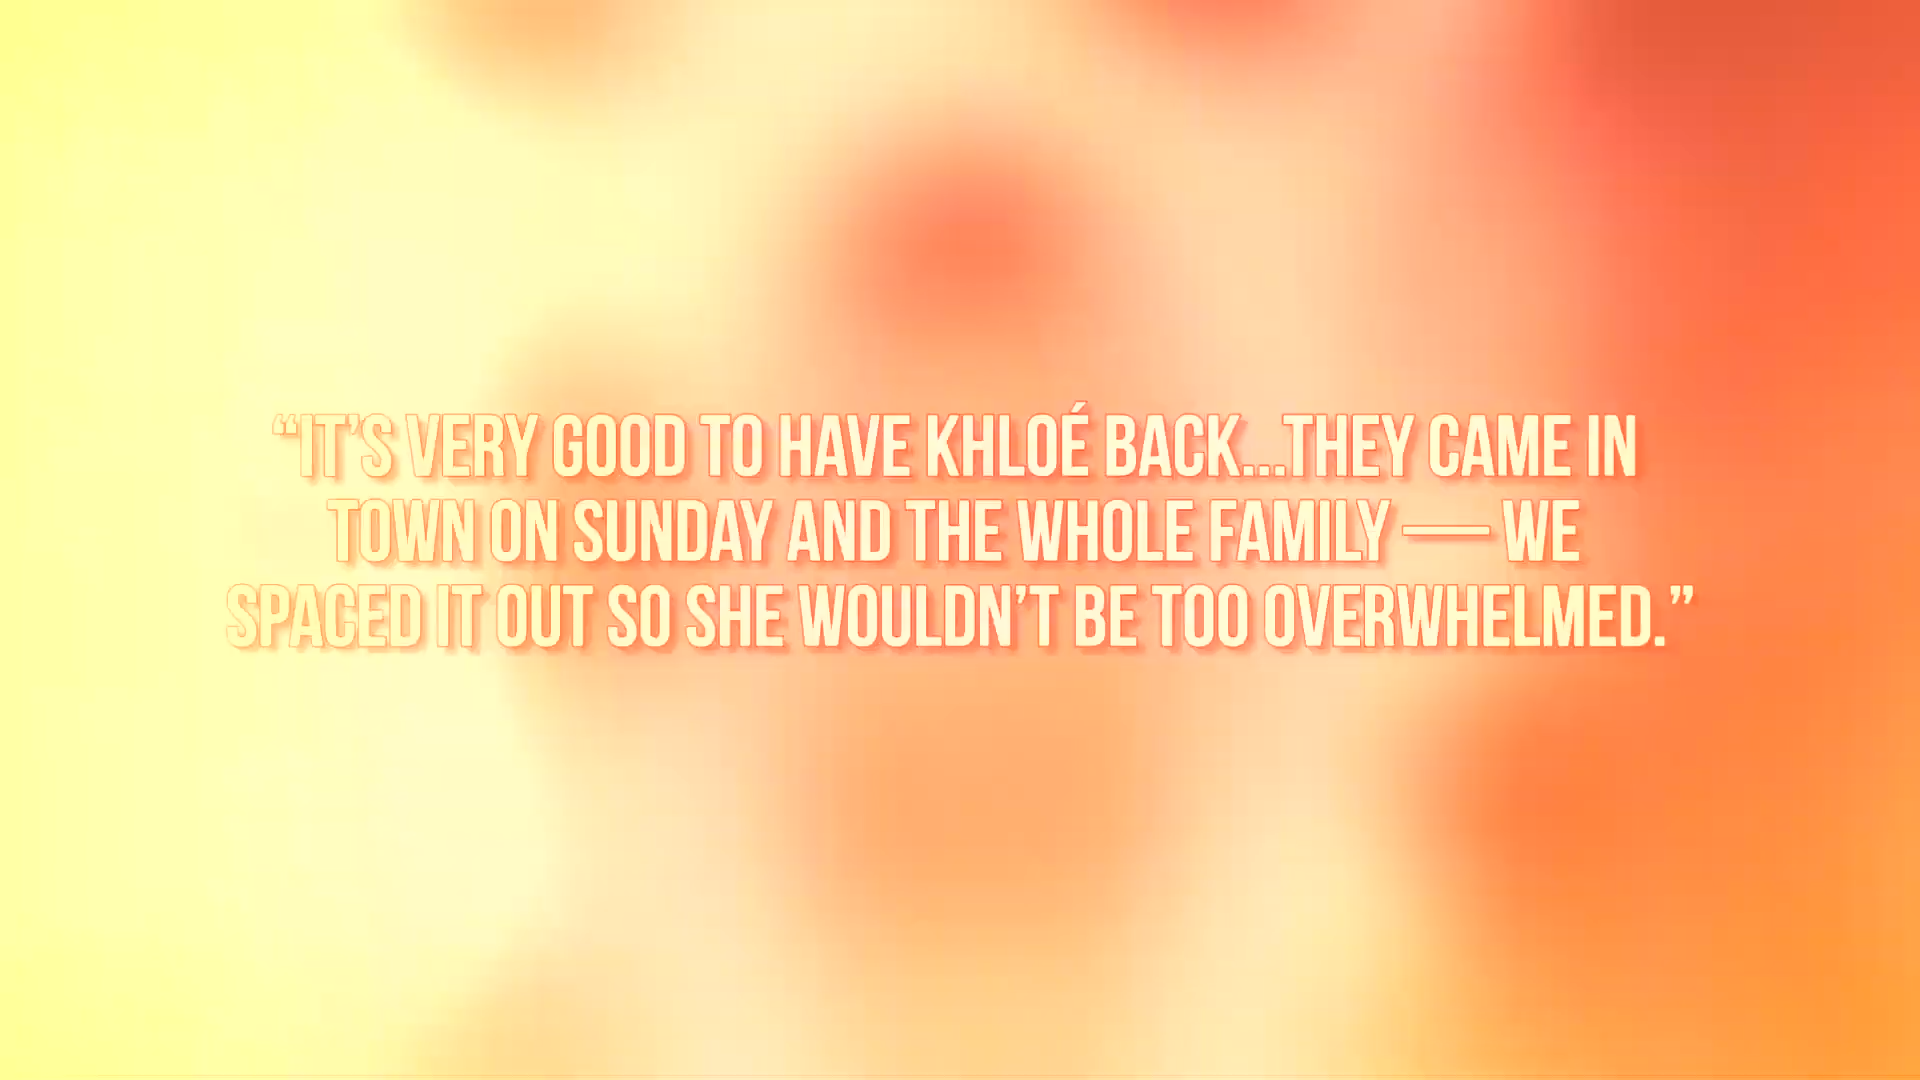 “IT’S VERY GOOD TO HAVE KHLOÉ BACK...THEY CAME IN
TOWN ON SUNDAY AND THE WHOLE FAMILY — WE
SPACED IT OUT SO SHE WOULDN’T BE TOO OVERWHELMED.”